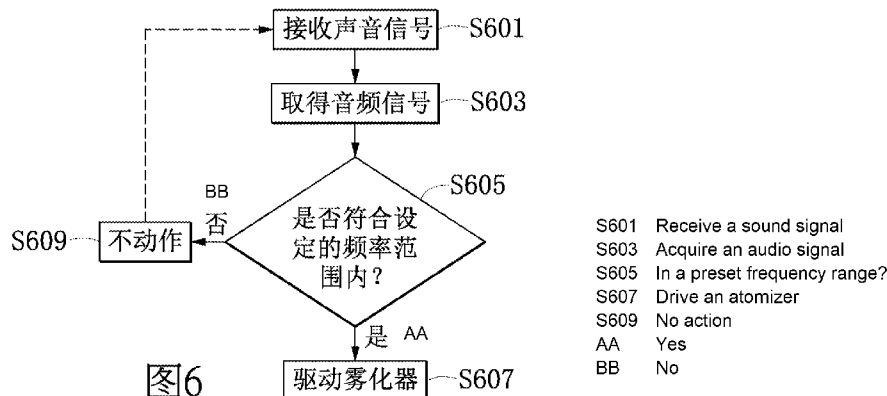 接收声音信号 S601
取得音频信号 S603
S605
BB
否
是否符合设
定的频率范
围内?
S609 不动作
是 AA
驱动雾化器 S607
图6
S601 Receive a sound signal
S603 Acquire an audio signal
S605 In a preset frequency range?
S607 Drive an atomizer
S609 No action
AA Yes
BB No